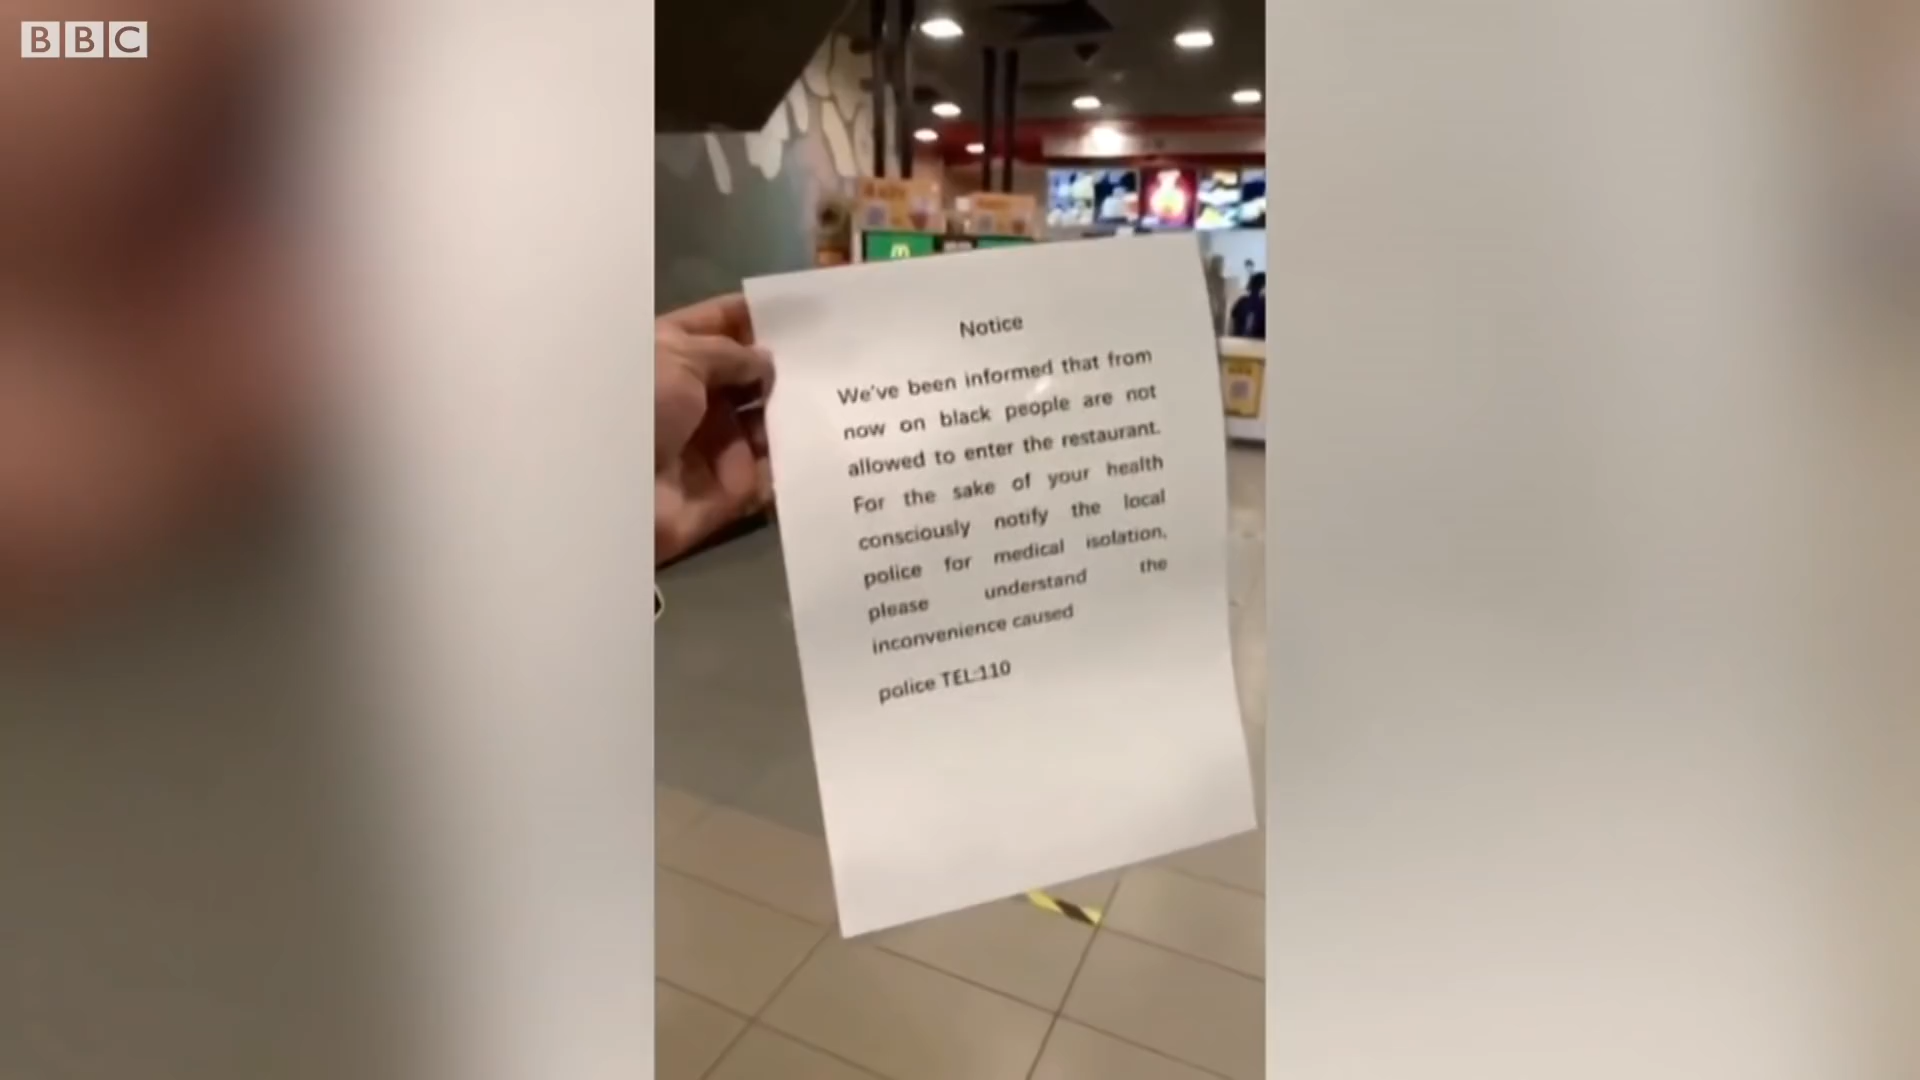 BBC
Notice
We've been informed that from
now on black people are not
allowed to enter the restaurant.
For the sake of your health
consciously notify the local
police for medical isolation,
please understand the
inconvenience caused
police TEL:110